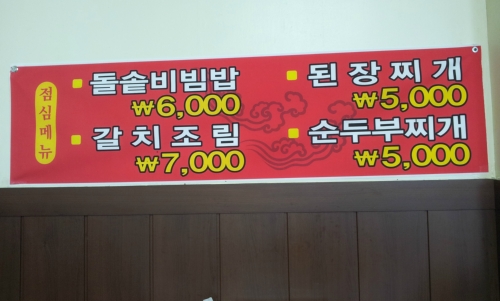 점심메뉴
돌솥비빔밥
₩6,000
갈치조림
₩7,000
된장찌개
₩5,000
순두부찌개
₩5,000